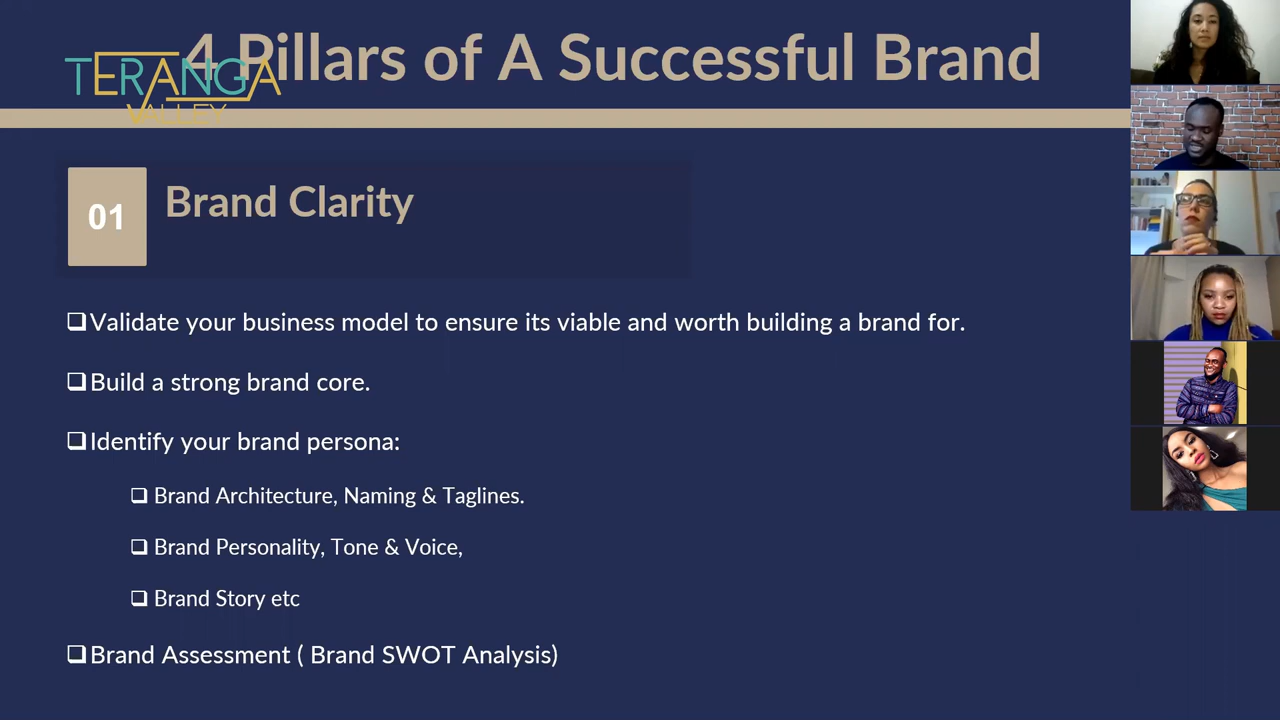 4 Pillars of A Successful Brand
TERANGA
VALLEY
01
Brand Clarity
Validate your business model to ensure its viable and worth building a brand for.
Build a strong brand core.
Identify your brand persona:
Brand Architecture, Naming & Taglines.
Brand Personality, Tone & Voice,
Brand Story etc
Brand Assessment ( Brand SWOT Analysis)